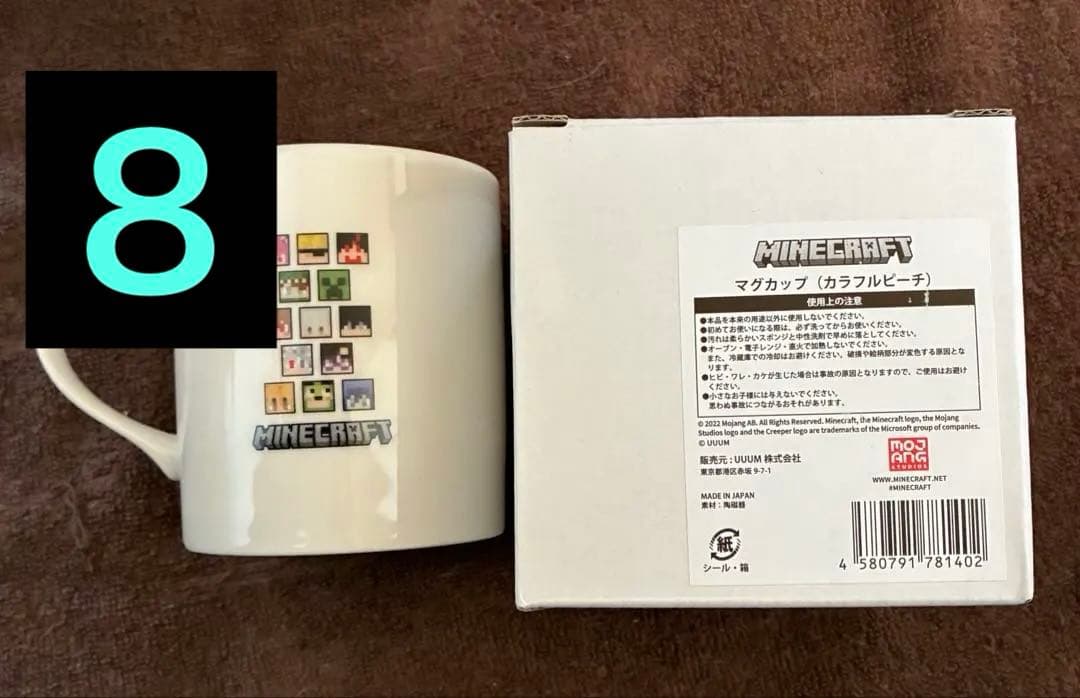 8
MINECRAFT
MINECRAFT
マグカップ（カラフルピーチ）
使用上の注意
●本品を本来の用途以外に使用しないでください。
●初めてお使いになる際は、必ず洗ってからお使いください。
●汚れは柔らかいスポンジと中性洗剤で早めに落としてください。
●オーブン・電子レンジ・直火で加熱しないでください。
また、冷蔵庫での冷却はお避けください。破損や絵柄部分が変色する原因とな
ります。
●ヒビ・ワレ・カケが生じた場合は事故の原因となりますので、ご使用はお避け
ください。
●小さなお子様には与えないでください。
思わぬ事故につながるおそれがあります。
© 2022 Mojang AB. All Rights Reserved. Minecraft, the Minecraft logo, the Mojang
Studios logo and the Creeper logo are trademarks of the Microsoft group of companies.
© UUUM
販売元 : UUUM 株式会社
東京都港区赤坂 9-7-1
MOJ
ANG
STUDIOS
WWW.MINECRAFT.NET
#MINECRAFT
MADE IN JAPAN
素材：陶磁器
紙
シール・箱
4 580791 781402